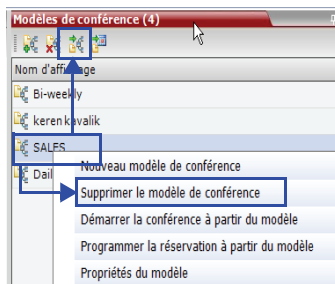 Modèles de conférence (4)
Nom d'affichage
Bi-weekly
keren kavalik
SALES
Dail
Nouveau modèle de conférence
Supprimer le modèle de conférence
Démarrer la conférence à partir du modèle
Programmer la réservation à partir du modèle
Propriétés du modèle